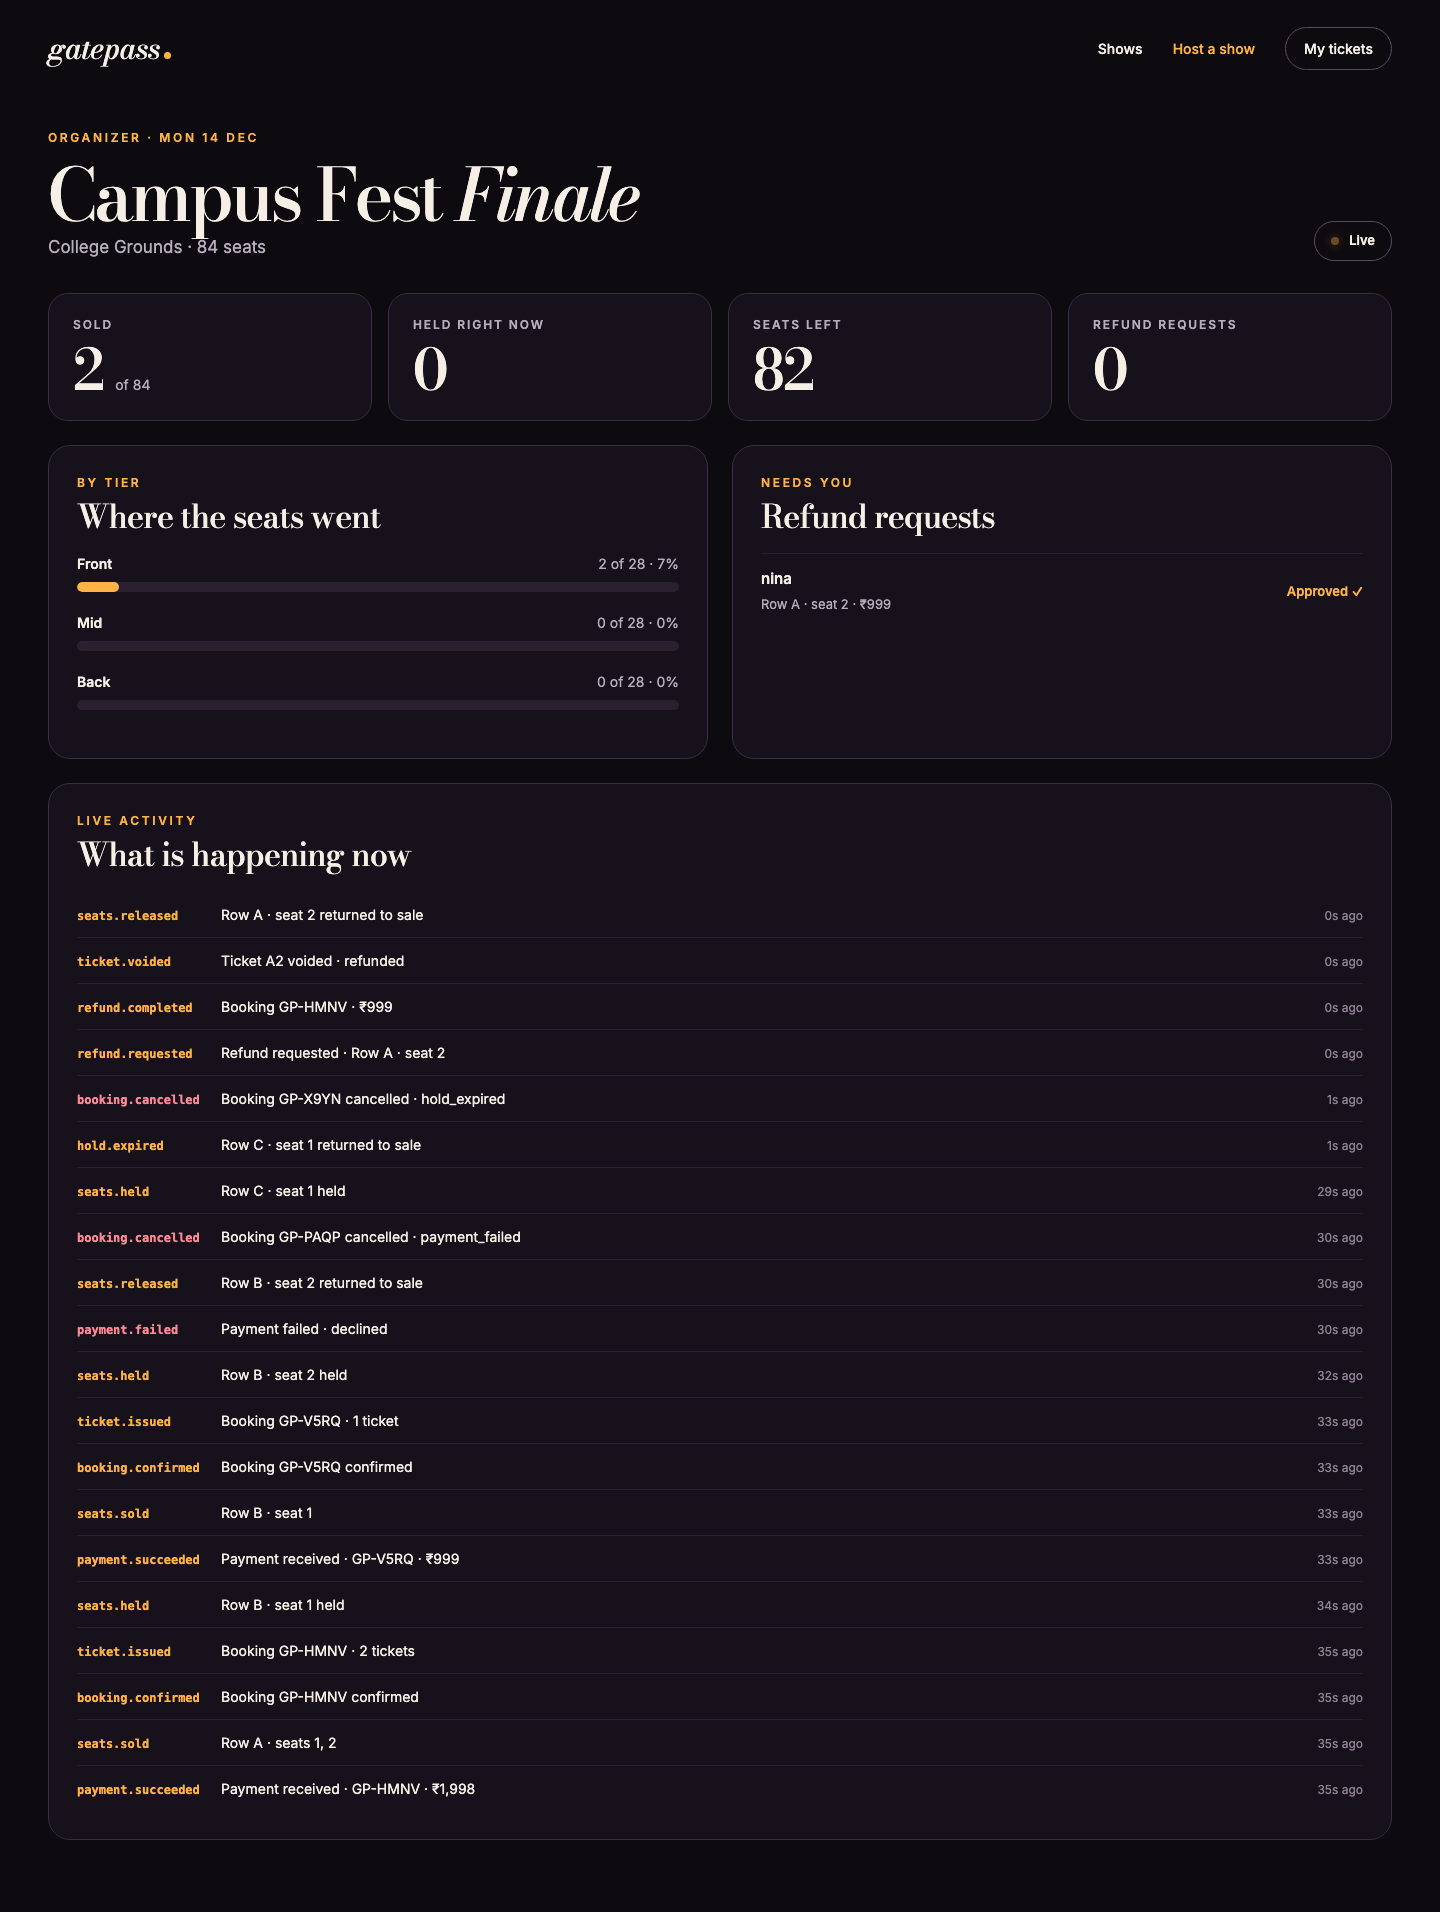 gatepass.
Shows
Host a show
My tickets
ORGANIZER · MON 14 DEC
Campus Fest Finale
College Grounds · 84 seats
Live
SOLD
2 of 84
HELD RIGHT NOW
0
SEATS LEFT
82
REFUND REQUESTS
0
BY TIER
Where the seats went
Front 2 of 28 · 7%
Mid 0 of 28 · 0%
Back 0 of 28 · 0%
NEEDS YOU
Refund requests
nina
Row A · seat 2 · ₹999
Approved ✓
LIVE ACTIVITY
What is happening now
seats.released Row A · seat 2 returned to sale 0s ago
ticket.voided Ticket A2 voided · refunded 0s ago
refund.completed Booking GP-HMNV · ₹999 0s ago
refund.requested Refund requested · Row A · seat 2 0s ago
booking.cancelled Booking GP-X9YN cancelled · hold_expired 1s ago
hold.expired Row C · seat 1 returned to sale 1s ago
seats.held Row C · seat 1 held 29s ago
booking.cancelled Booking GP-PAQP cancelled · payment_failed 30s ago
seats.released Row B · seat 2 returned to sale 30s ago
payment.failed Payment failed · declined 30s ago
seats.held Row B · seat 2 held 32s ago
ticket.issued Booking GP-V5RQ · 1 ticket 33s ago
booking.confirmed Booking GP-V5RQ confirmed 33s ago
seats.sold Row B · seat 1 33s ago
payment.succeeded Payment received · GP-V5RQ · ₹999 33s ago
seats.held Row B · seat 1 held 34s ago
ticket.issued Booking GP-HMNV · 2 tickets 35s ago
booking.confirmed Booking GP-HMNV confirmed 35s ago
seats.sold Row A · seats 1, 2 35s ago
payment.succeeded Payment received · GP-HMNV · ₹1,998 35s ago